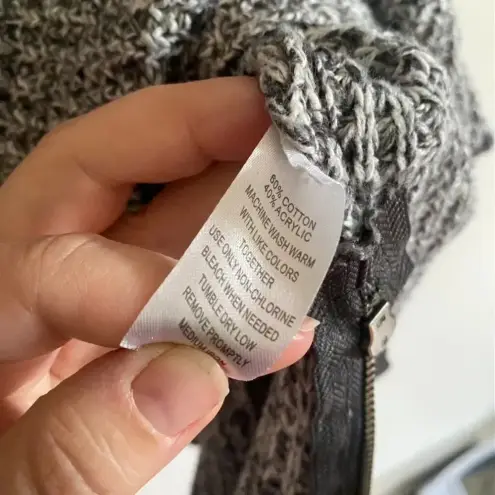 60% COTTON
40% ACRYLIC
MACHINE WASH WARM
WITH LIKE COLORS
TOGETHER
USE ONLY NON-CHLORINE
BLEACH WHEN NEEDED
TUMBLE DRY LOW
REMOVE PROMPTLY
MEDIUM